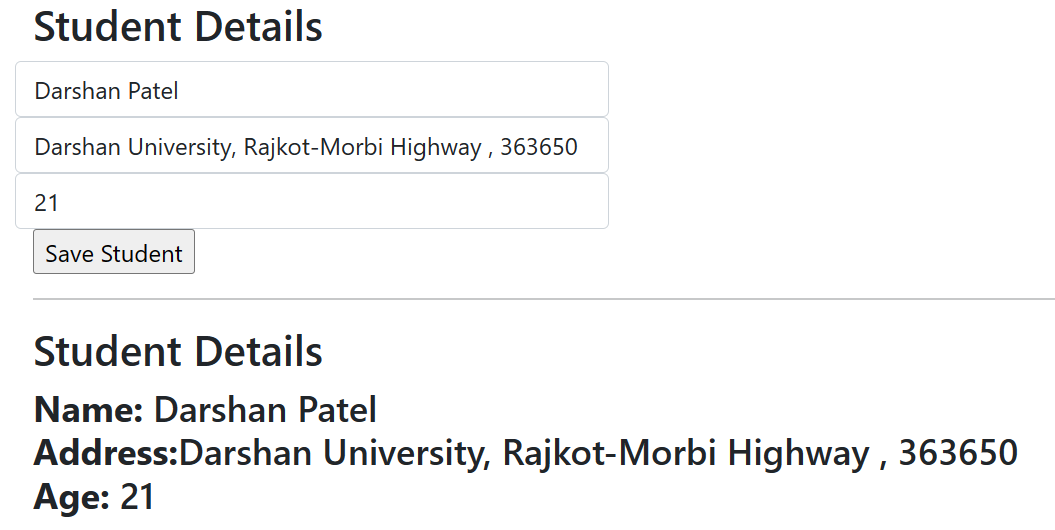 Student Details
Darshan Patel
Darshan University, Rajkot-Morbi Highway , 363650
21
Save Student
Student Details
Name: Darshan Patel
Address:Darshan University, Rajkot-Morbi Highway , 363650
Age: 21